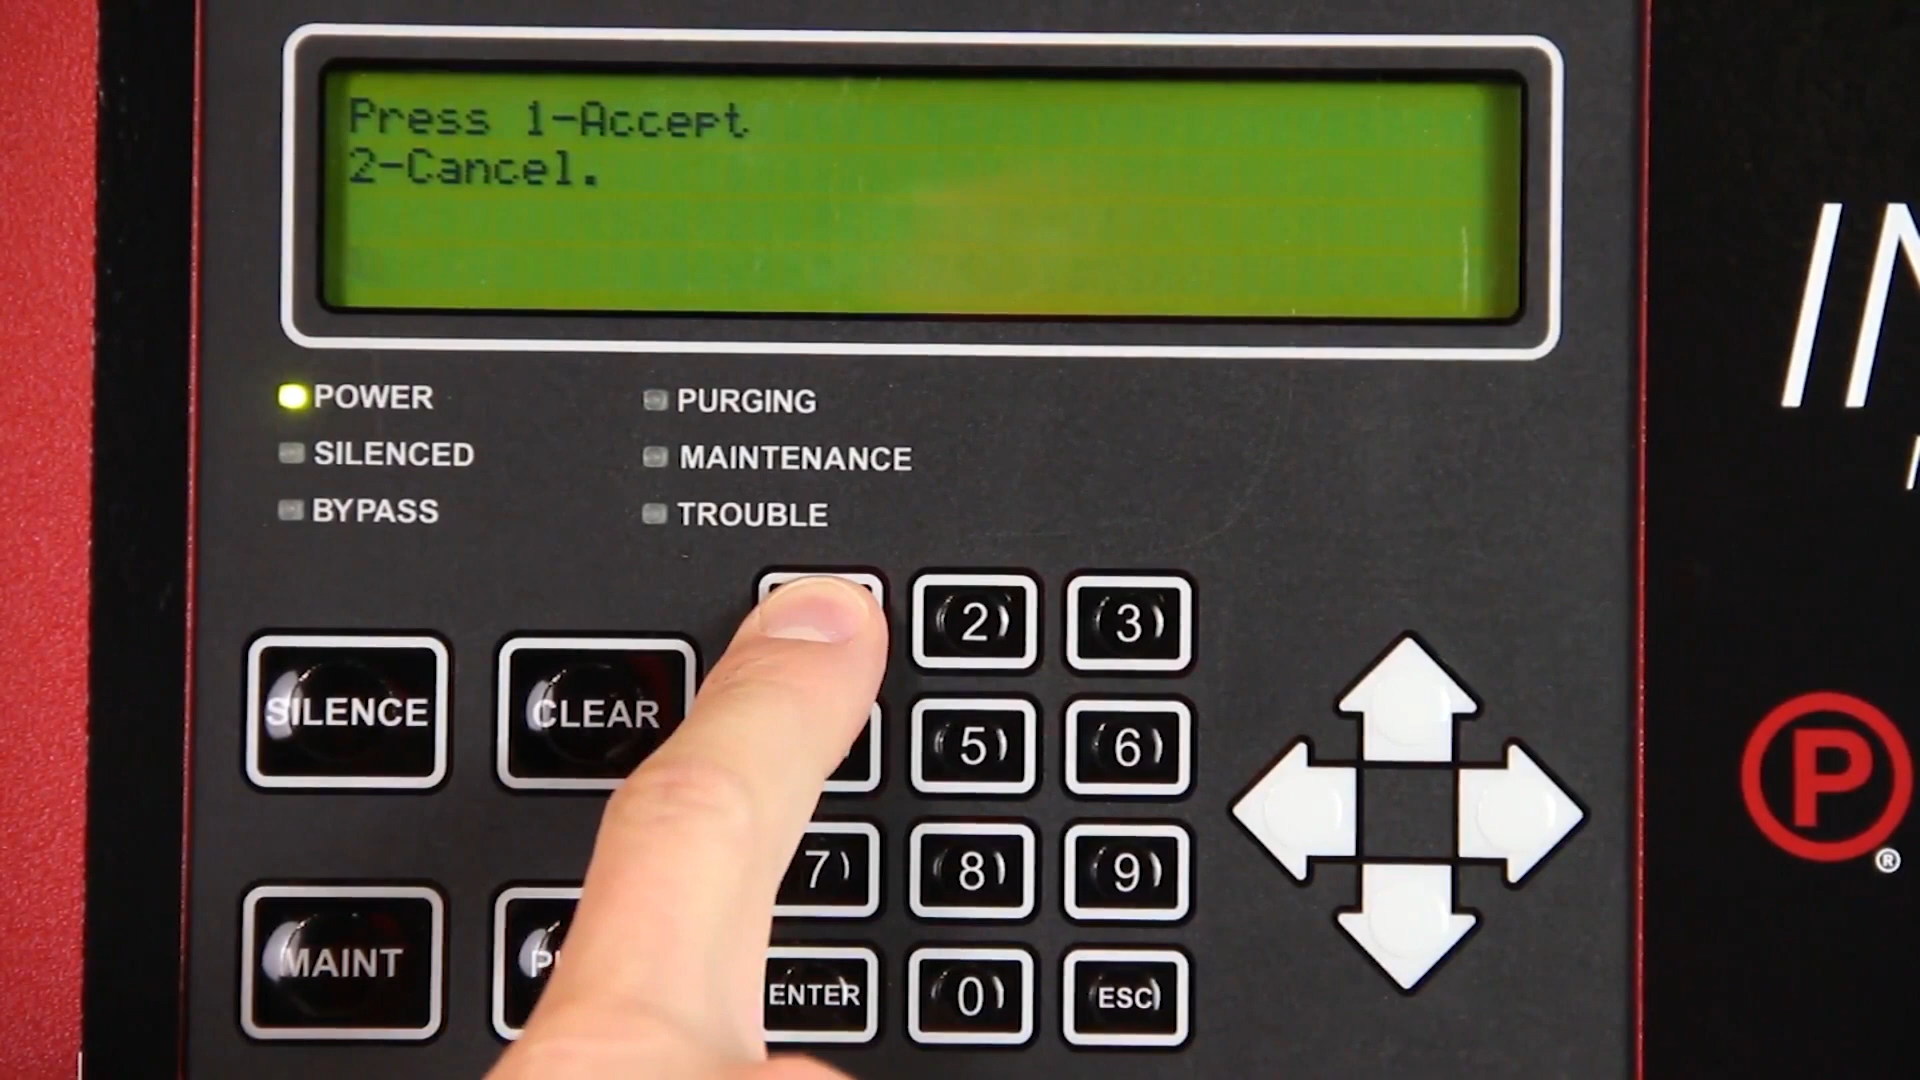 Press 1-Accept
2-Cancel.
POWER
PURGING
SILENCED
MAINTENANCE
BYPASS
TROUBLE
2
3
SILENCE
CLEAR
5
6
7
8
9
MAINT
ENTER
0
ESC
P
®